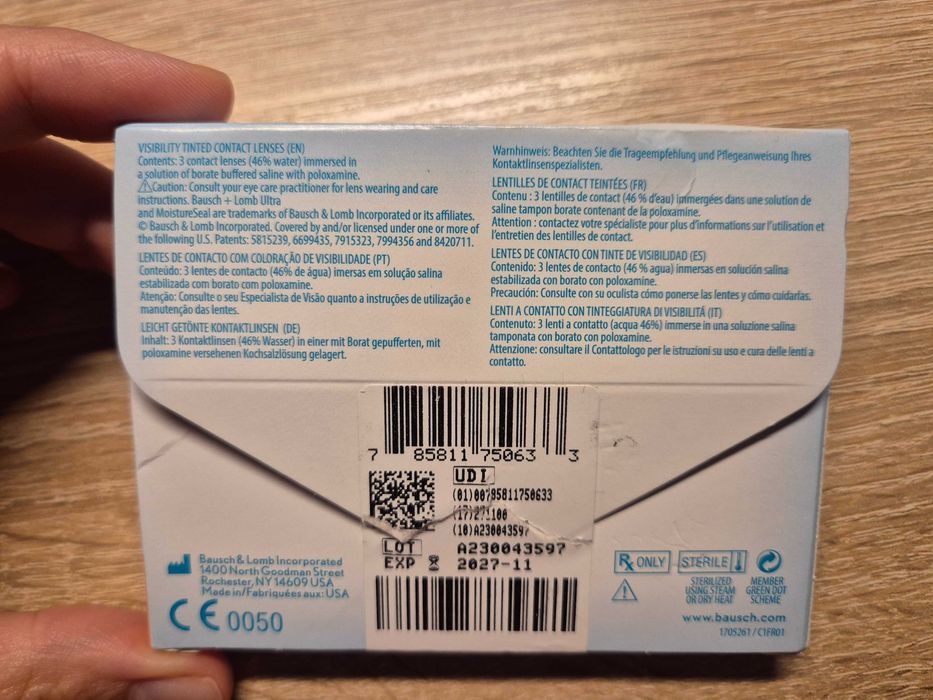 VISIBILITY TINTED CONTACT LENSES (EN)
Contents: 3 contact lenses (46% water) immersed in
a solution of borate buffered saline with poloxamine.
⚠Caution: Consult your eye care practitioner for lens wearing and care
instructions. Bausch + Lomb Ultra
and MoistureSeal are trademarks of Bausch & Lomb Incorporated or its affiliates.
© Bausch & Lomb Incorporated. Covered by and/or licensed under one or more of
the following U.S. Patents: 5815239, 6699435, 7915323, 7994356 and 8420711.
LENTES DE CONTACTO COM COLORAÇÃO DE VISIBILIDADE (PT)
Conteúdo: 3 lentes de contacto (46% de água) imersas em solução salina
estabilizada com borato com poloxamine.
Atenção: Consulte o seu Especialista de Visão quanto a instruções de utilização e
manutenção das lentes.
LEICHT GETÖNTE KONTAKTLINSEN (DE)
Inhalt: 3 Kontaktlinsen (46% Wasser) in einer mit Borat gepufferten, mit
poloxamine versehenen Kochsalzlösung gelagert.
Warnhinweis: Beachten Sie die Trageempfehlung und Pflegeanweisung Ihres
Kontaktlinsenspezialisten.
LENTILLES DE CONTACT TEINTÉES (FR)
Contenu : 3 lentilles de contact (46 % d'eau) immergées dans une solution de
saline tampon borate contenant de la poloxamine.
Attention : contactez votre spécialiste pour plus d'informations sur l'utilisation et
l'entretien des lentilles de contact.
LENTES DE CONTACTO CON TINTE DE VISIBILIDAD (ES)
Contenido: 3 lentes de contacto (46 % agua) inmersas en solución salina
estabilizada con borato con poloxamine.
Precaución: Consulte con su oculista cómo ponerse las lentes y cómo cuidarlas.
LENTI A CONTATTO CON TINTEGGIATURA DI VISIBILITÁ (IT)
Contenuto: 3 lenti a contatto (acqua 46%) immerse in una soluzione salina
tamponata con borato con poloxamine.
Attenzione: consultare il Contattologo per le istruzioni su uso e cura delle lenti a
contatto.
7 85811 75063 3
UDI
(01)00785811750633
(10)A230043597
LOT A230043597
EXP 2027-11
Bausch & Lomb Incorporated
1400 North Goodman Street
Rochester, NY 14609 USA
Made in/Fabriquées aux: USA
CE 0050
Rx ONLY
STERILE
STERILIZED
USING STEAM
OR DRY HEAT
MEMBER
GREEN DOT
SCHEME
www.bausch.com
1705261 / C1FR01